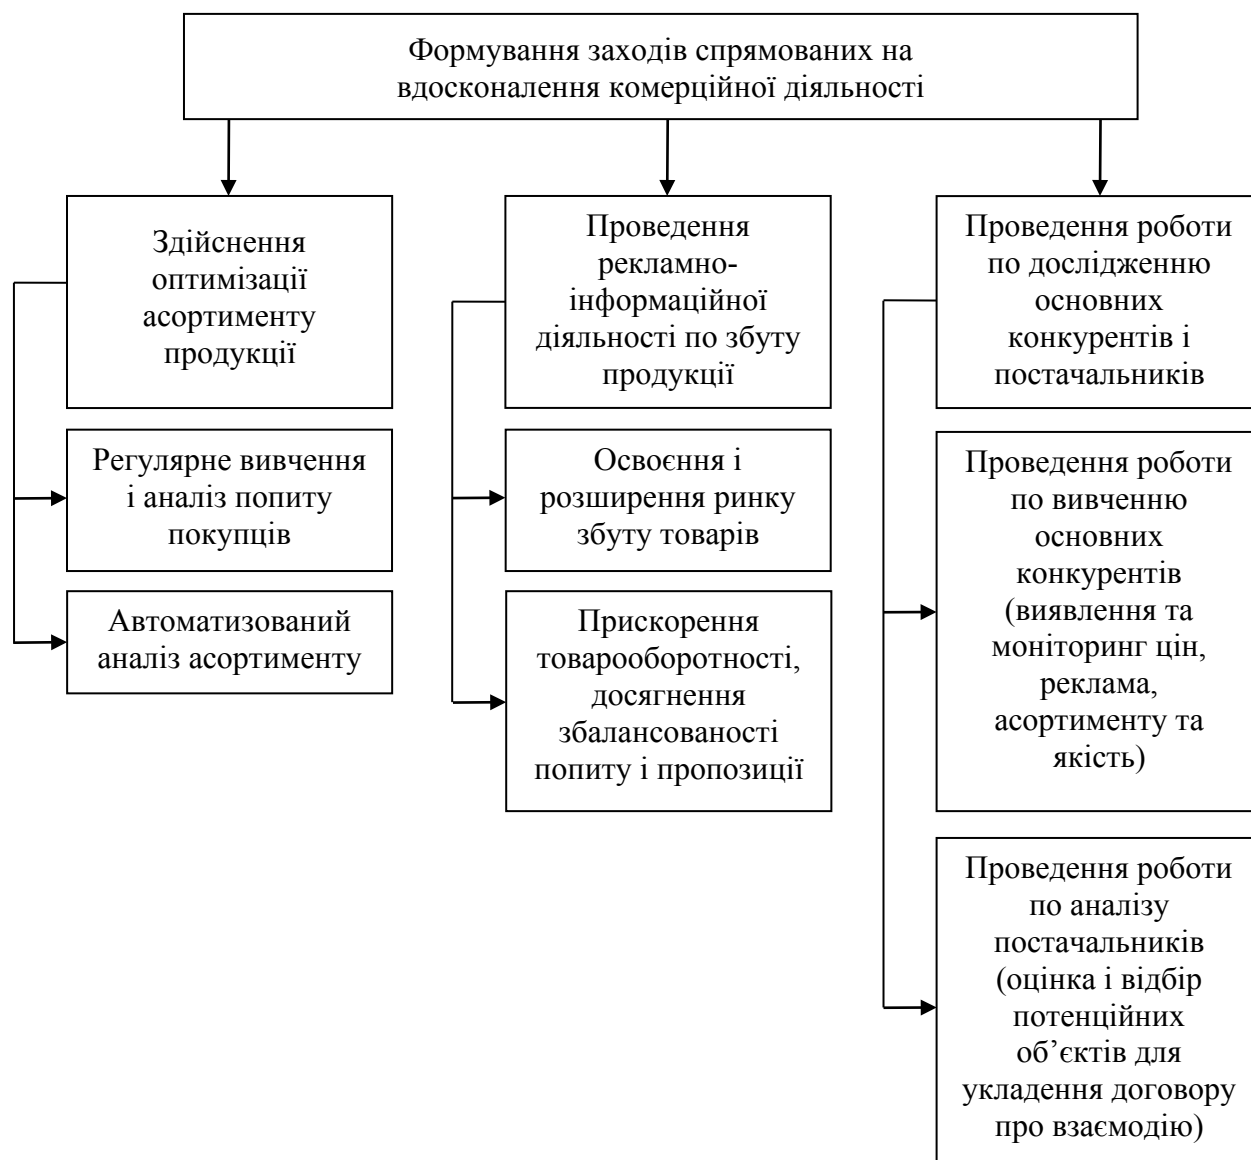 Формування заходів спрямованих на
вдосконалення комерційної діяльності
Здійснення
оптимізації
асортименту
продукції
Регулярне вивчення
і аналіз попиту
покупців
Автоматизований
аналіз асортименту
Проведення
рекламно-
інформаційної
діяльності по збуту
продукції
Освоєння і
розширення ринку
збуту товарів
Прискорення
товарооборотності,
досягнення
збалансованості
попиту і пропозиції
Проведення роботи
по дослідженню
основних
конкурентів і
постачальників
Проведення роботи
по вивченню
основних
конкурентів
(виявлення та
моніторинг цін,
реклама,
асортименту та
якість)
Проведення роботи
по аналізу
постачальників
(оцінка і відбір
потенційних
об’єктів для
укладення договору
про взаємодію)